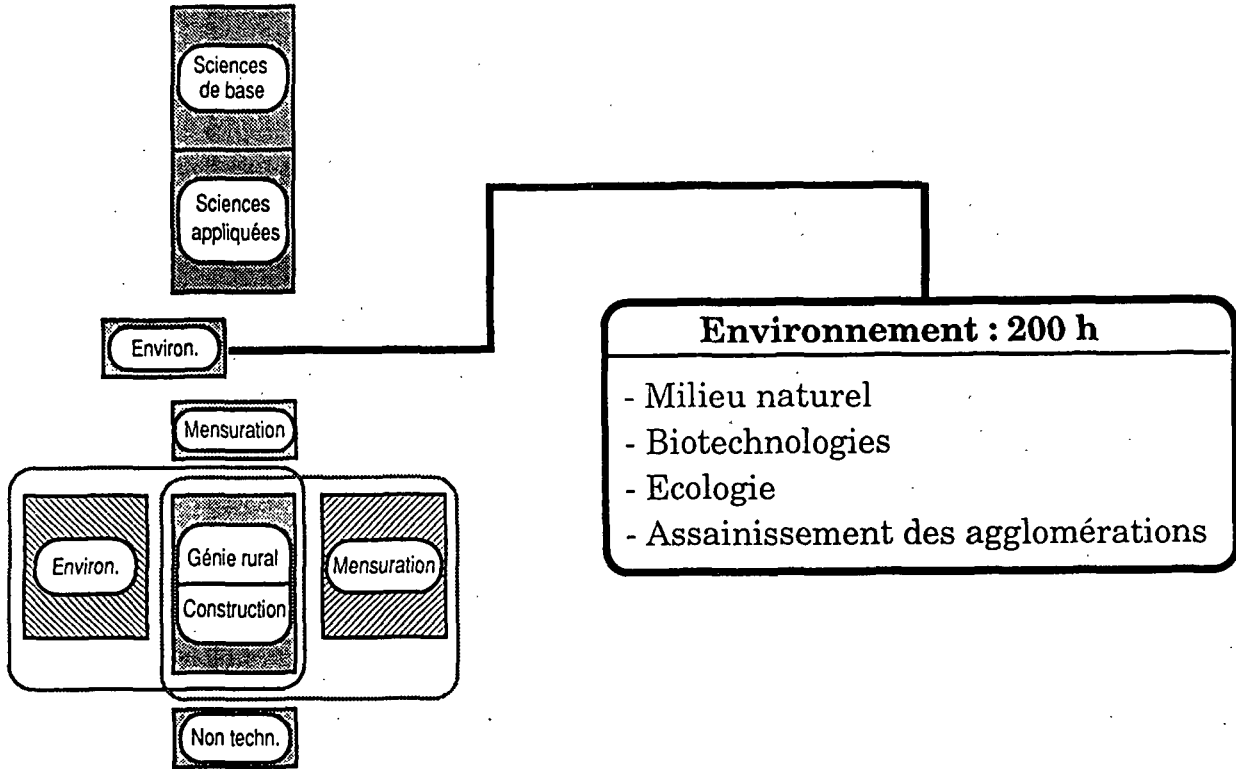 Sciences
de base
Sciences
appliquées
Environ.
Mensuration
Environ.
Génie rural
Construction
Mensuration
Non techn.
Environnement : 200 h
- Milieu naturel
- Biotechnologies
- Ecologie
- Assainissement des agglomérations